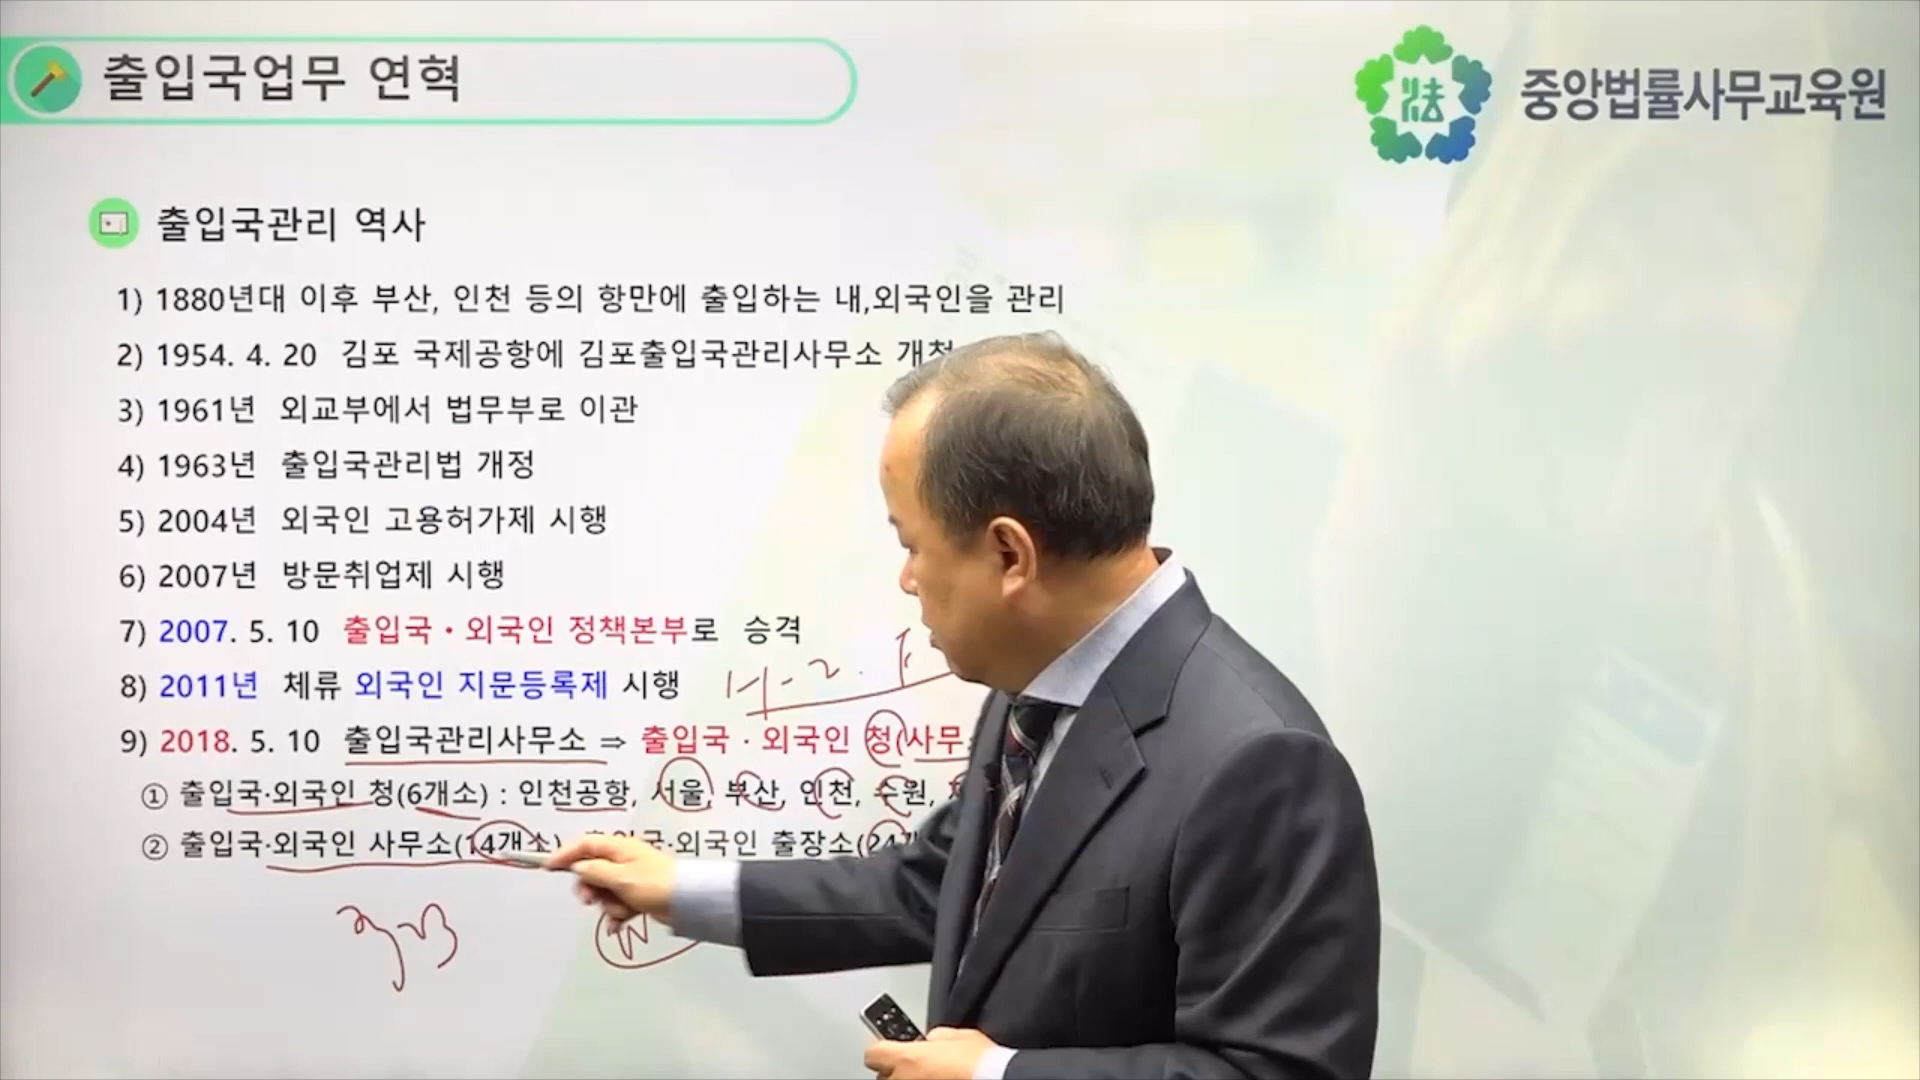 출입국업무 연혁
중앙법률사무교육원
출입국관리 역사
1) 1880년대 이후 부산, 인천 등의 항만에 출입하는 내,외국인을 관리
2) 1954. 4. 20 김포 국제공항에 김포출입국관리사무소
3) 1961년 외교부에서 법무부로 이관
4) 1963년 출입국관리법 개정
5) 2004년 외국인 고용허가제 시행
6) 2007년 방문취업제 시행
7) 2007. 5. 10 출입국·외국인 정책본부로 승격
8) 2011년 체류 외국인 지문등록제 시행
H-2. F
9) 2018. 5. 10 출입국관리사무소 ⇒ 출입국·외국인 청(사무
① 출입국·외국인 청(6개소) : 인천공항, 서울, 부산, 인천, 수원,
② 출입국·외국인 사무소(14개소) 출입국·외국인 출장소(24개